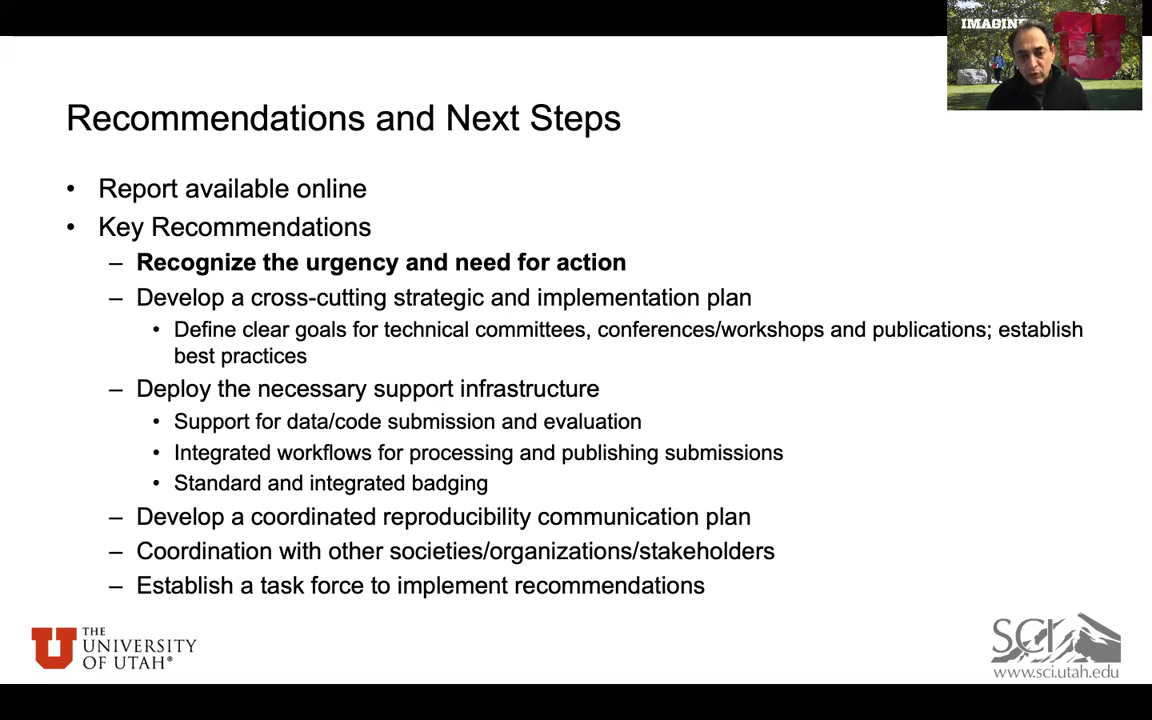 IMAGINE
Recommendations and Next Steps
• Report available online
• Key Recommendations
– Recognize the urgency and need for action
– Develop a cross-cutting strategic and implementation plan
• Define clear goals for technical committees, conferences/workshops and publications; establish
best practices
– Deploy the necessary support infrastructure
• Support for data/code submission and evaluation
• Integrated workflows for processing and publishing submissions
• Standard and integrated badging
– Develop a coordinated reproducibility communication plan
– Coordination with other societies/organizations/stakeholders
– Establish a task force to implement recommendations
U THE
UNIVERSITY
OF UTAH®
SCI
www.sci.utah.edu